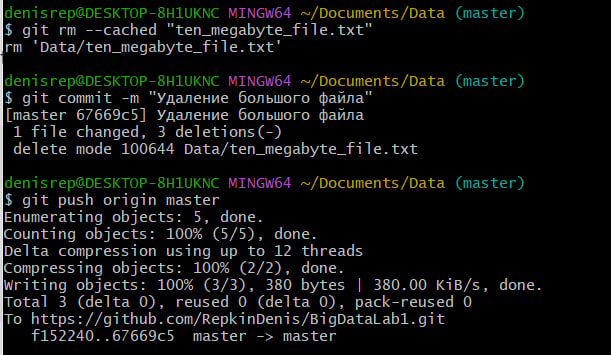 denisrep@DESKTOP-8H1UKNC MINGW64 ~/Documents/Data (master)
$ git rm --cached "ten_megabyte_file.txt"
rm 'Data/ten_megabyte_file.txt'
denisrep@DESKTOP-8H1UKNC MINGW64 ~/Documents/Data (master)
$ git commit -m "Удаление большого файла"
[master 67669c5] Удаление большого файла
 1 file changed, 3 deletions(-)
 delete mode 100644 Data/ten_megabyte_file.txt
denisrep@DESKTOP-8H1UKNC MINGW64 ~/Documents/Data (master)
$ git push origin master
Enumerating objects: 5, done.
Counting objects: 100% (5/5), done.
Delta compression using up to 12 threads
Compressing objects: 100% (2/2), done.
Writing objects: 100% (3/3), 380 bytes | 380.00 KiB/s, done.
Total 3 (delta 0), reused 0 (delta 0), pack-reused 0
To https://github.com/RepkinDenis/BigDataLab1.git
   f152240..67669c5  master -> master